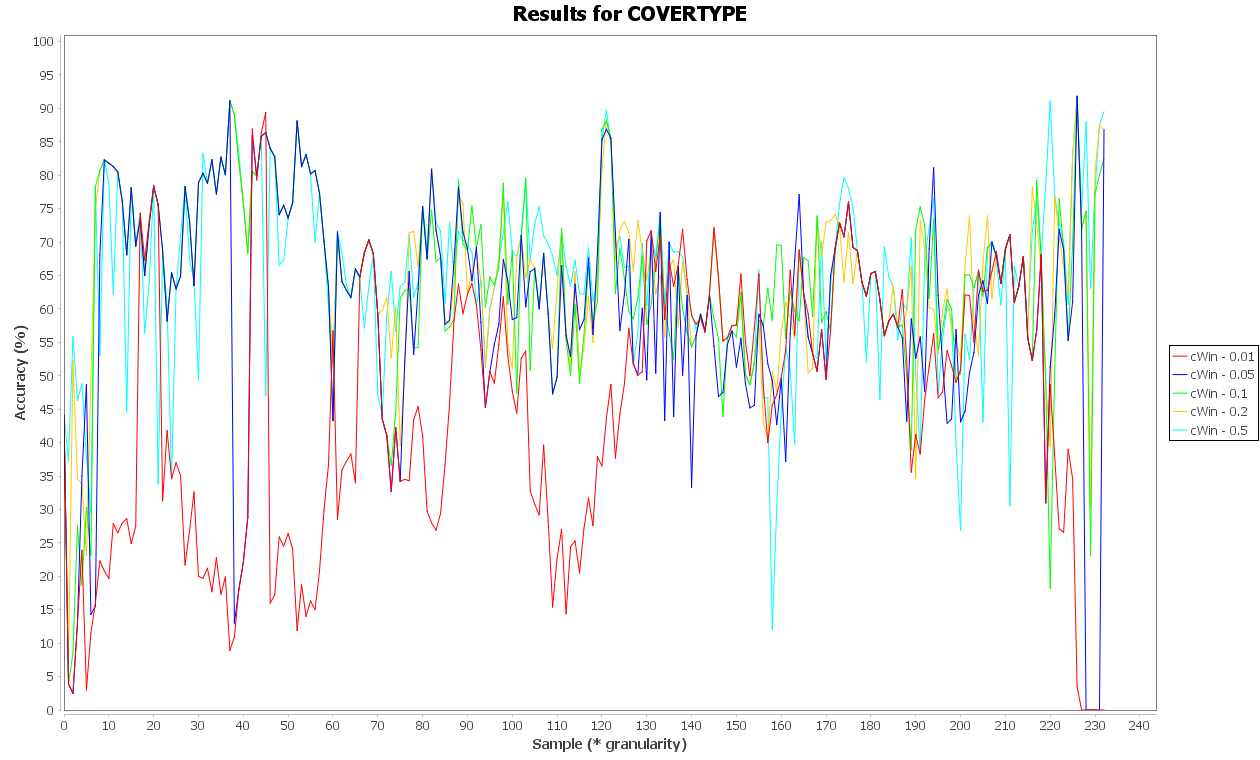 Results for COVERTYPE
100
95
90
85
80
75
70
65
60
55
50
45
40
35
30
25
20
15
10
5
0
Accuracy (%)
0 10 20 30 40 50 60 70 80 90 100 110 120 130 140 150 160 170 180 190 200 210 220 230 240
Sample (* granularity)
cWin - 0.01
cWin - 0.05
cWin - 0.1
cWin - 0.2
cWin - 0.5